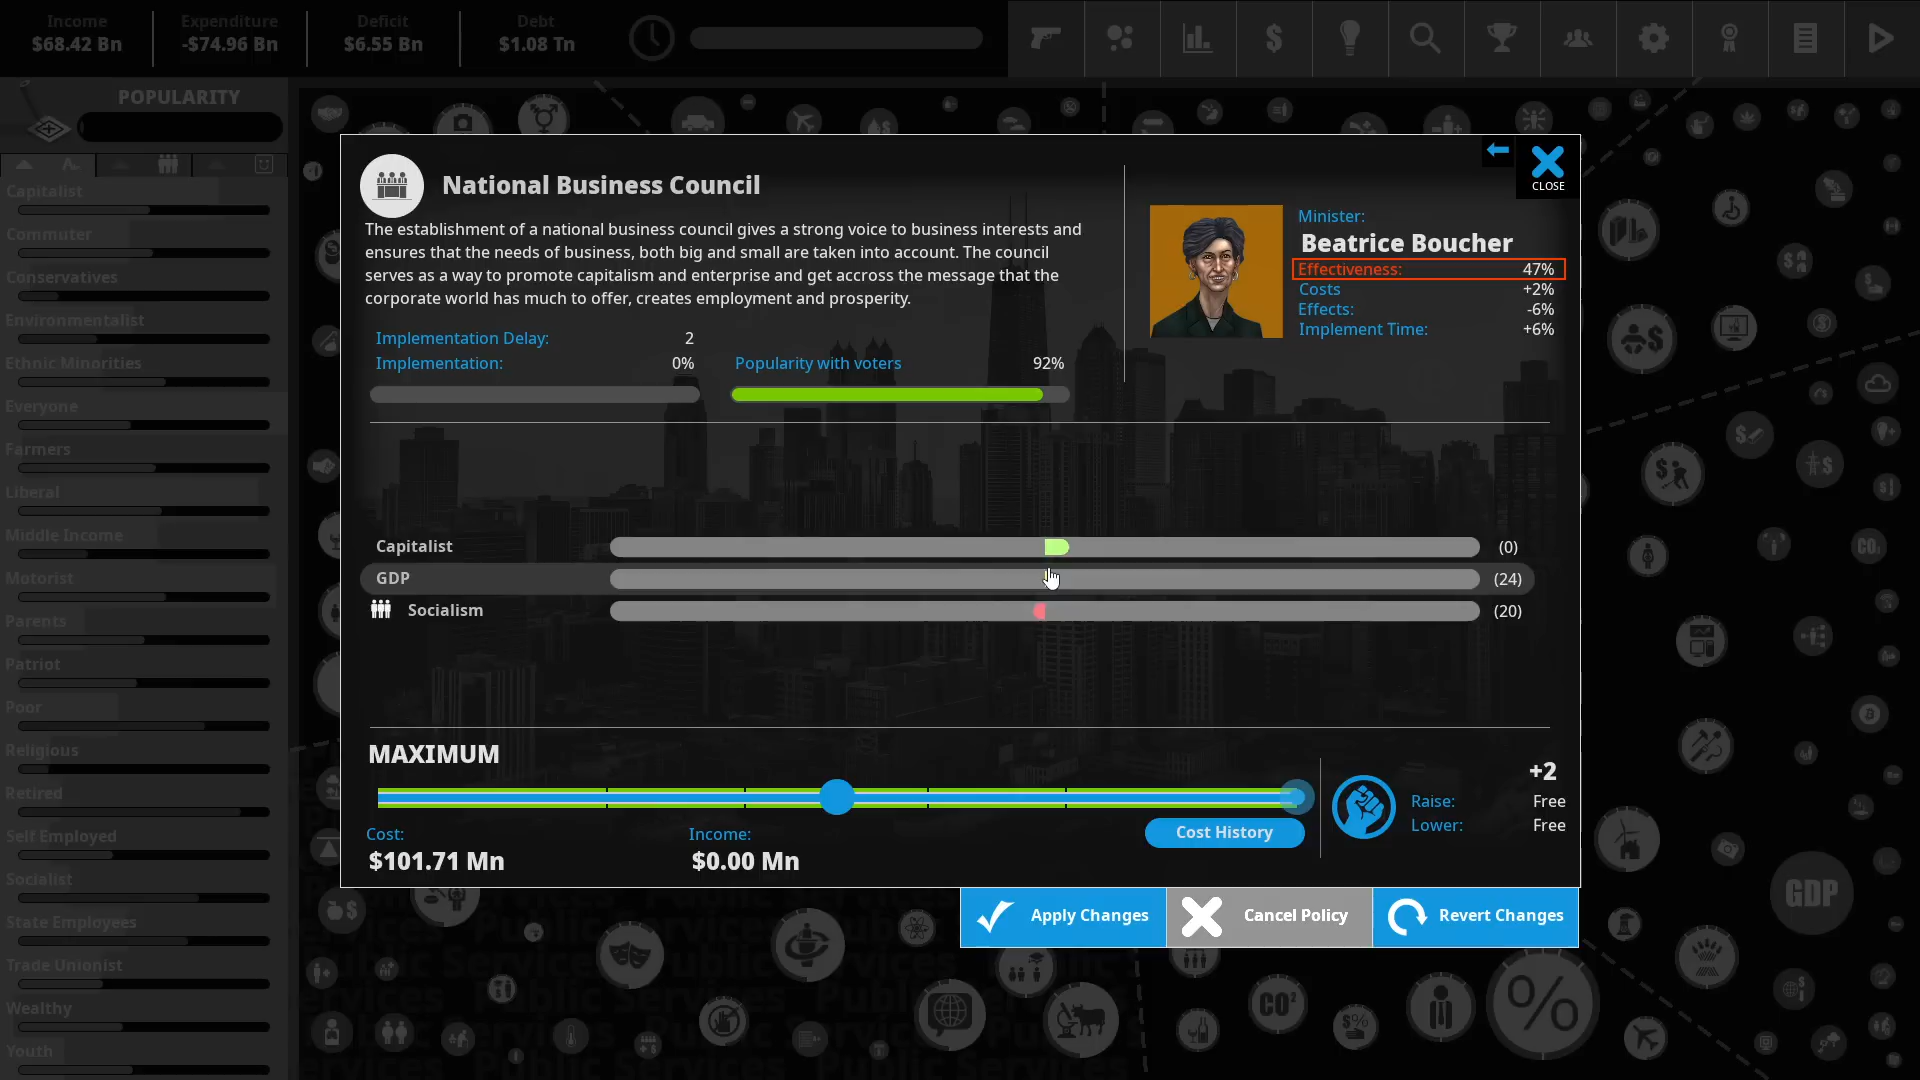 Income
$68.42 Bn
Expenditure
-$74.96 Bn
Deficit
$6.55 Bn
Debt
$1.08 Tn
POPULARITY
Capitalist
Commuter
Conservatives
Environmentalist
Ethnic Minorities
Everyone
Farmers
Liberal
Middle Income
Motorist
Parents
Patriot
Poor
Religious
Retired
Self Employed
Socialist
State Employees
Trade Unionist
Wealthy
Youth
National Business Council
The establishment of a national business council gives a strong voice to business interests and
ensures that the needs of business, both big and small are taken into account. The council
serves as a way to promote capitalism and enterprise and get accross the message that the
corporate world has much to offer, creates employment and prosperity.
Implementation Delay: 2
Implementation: 0%
Popularity with voters 92%
CLOSE
Minister:
Beatrice Boucher
Effectiveness: 47%
Costs +2%
Effects: -6%
Implement Time: +6%
Capitalist (0)
GDP (24)
Socialism (20)
MAXIMUM
Cost:
$101.71 Mn
Income:
$0.00 Mn
Cost History
+2
Raise: Free
Lower: Free
Apply Changes
Cancel Policy
Revert Changes
GDP
CO²
CO²
Public Services